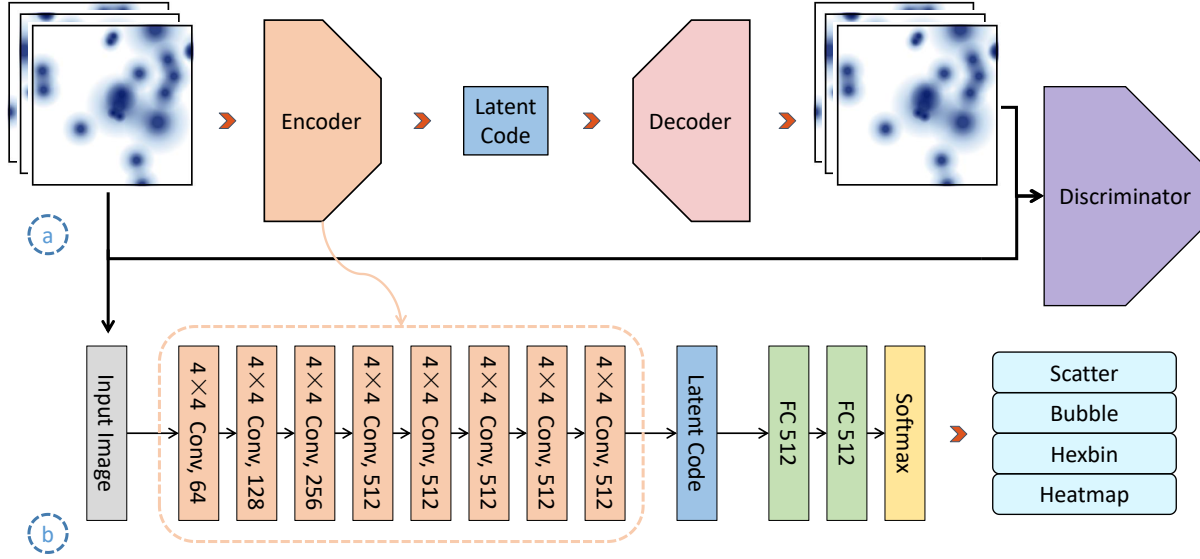 Encoder
Latent
Code
Decoder
Discriminator
a
Input Image
4×4 Conv, 64
4×4 Conv, 128
4×4 Conv, 256
4×4 Conv, 512
4×4 Conv, 512
4×4 Conv, 512
4×4 Conv, 512
4×4 Conv, 512
Latent Code
FC 512
FC 512
Softmax
Scatter
Bubble
Hexbin
Heatmap
b